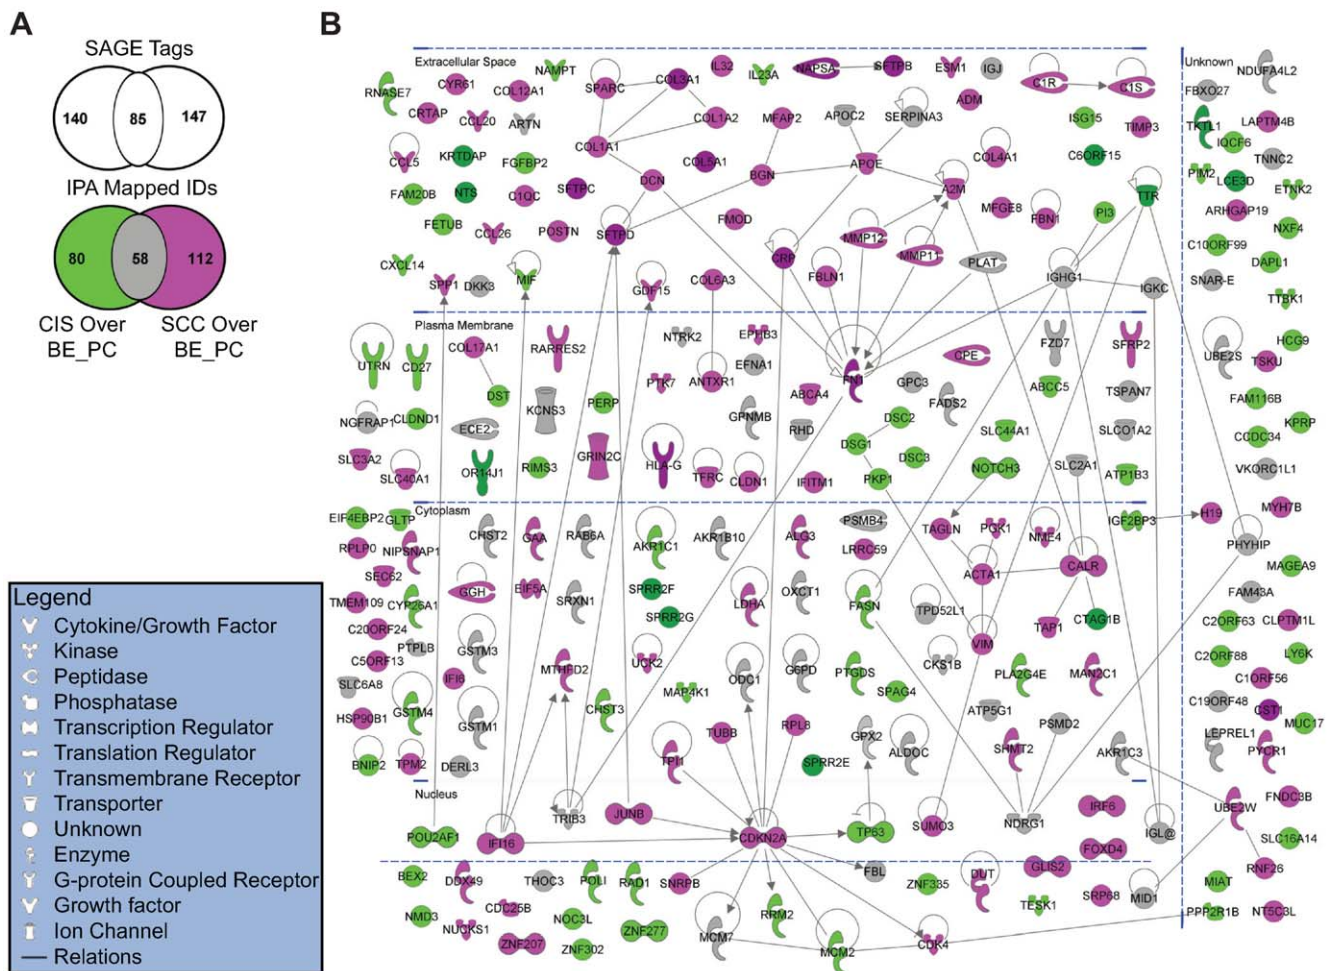 A
SAGE Tags
140 85 147
IPA Mapped IDs
80 58 112
CIS Over BE_PC
SCC Over BE_PC
Legend
Cytokine/Growth Factor
Kinase
Peptidase
Phosphatase
Transcription Regulator
Translation Regulator
Transmembrane Receptor
Transporter
Unknown
Enzyme
G-protein Coupled Receptor
Growth factor
Ion Channel
Relations
B
Extracellular Space
RNASE7 CYR61 COL12A1 NAMPT SPARC COL3A1 IL32 IL23A NAPSA SFTPB ESM1 IGJ C1R C1S
CRTAP CCL20 ARTN COL1A2 MFAP2 APOC2 SERPINA3 ADM ISG15 TIMP3
CCL5 KRTDAP FGFBP2 COL1A1 COL5A1 BGN APOE COL4A1 C6ORF15
FAM20B NTS C1QC SFTPC DCN A2M MFGE8 FBN1 PI3 TTR
FETUB CCL26 POSTN SFTPD FMOD MMP12 MMP11 PLAT
CXCL14 SPP1 DKK3 MIF GDF15 COL6A3 CRP FBLN1 IGHG1 IGKC
Plasma Membrane
UTRN CD27 COL17A1 RARRES2 NTRK2 EPHB3 EFNA1 CPE FZD7 SFRP2
DST PTK7 ANTXR1 ABCA4 FN1 GPC3 FADS2 ABCC5 TSPAN7
NGFRAP1 CLDND1 ECE2 KCNS3 PERP GPNMB RHD DSG1 DSC2 SLC44A1 SLCO1A2
SLC3A2 SLC40A1 OR14J1 RIMS3 GRIN2C HLA-G TFRC CLDN1 IFITM1 PKP1 DSC3 NOTCH3 SLC2A1 ATP1B3
Cytoplasm
EIF4EBP2 GLTP CHST2 GAA RAB6A AKR1C1 AKR1B10 ALG3 PSMB4 TAGLN PGK1 NME4 IGF2BP3
RPLP0 NIPSNAP1 LRRC59
SEC62 GGH EIF5A SRXN1 SPRR2F LDHA OXCT1 ACTA1 CALR
TMEM109 CYP26A1 SPRR2G FASN TPD52L1 TAP1 CTAG1B
C20ORF24 PTPLB GSTM3 VIM
C5ORF13 IFI6 MTHFD2 UCK2 ODC1 G6PD PTGDS CKS1B PLA2G4E MAN2C1
SLC6A8 GSTM4 GSTM1 CHST3 MAP4K1 SPAG4 ATP5G1
HSP90B1 TUBB RPL8 GPX2 ALDOC PSMD2
BNIP2 TPM2 DERL3 TPI1 SPRR2E SHMT2 AKR1C3
Nucleus
POU2AF1 IFI16 TRIB3 JUNB CDKN2A TP63 SUMO3 NDRG1 IRF6 FOXD4 IGL@
BEX2 DDX49 THOC3 POLI RAD1 SNRPB FBL ZNF335 DUT GLIS2
NMD3 CDC25B NOC3L RRM2 TESK1 SRP68 MID1
NUCKS1 ZNF207 ZNF302 ZNF277 MCM7 MCM2 CDK4
Unknown
NDUFA4L2
FBXO27
TKTL1 LAPTM4B
IQCF6
TNNC2
PIM2 LCE3D ETNK2
ARHGAP19
NXF4
C10ORF99
DAPL1
SNAR-E
TTBK1
UBE2S HCG9
TSKU
FAM116B
KPRP
CCDC34
VKORC1L1
H19 MYH7B
PHYHIP
MAGEA9
FAM43A
C2ORF63 CLPTM1L
C2ORF88 LY6K
C1ORF56
C19ORF48 CST1
MUC17
LEPREL1 PYCR1
UBE2W FNDC3B
SLC16A14
RNF26
MIAT
PPP2R1B NT5C3L